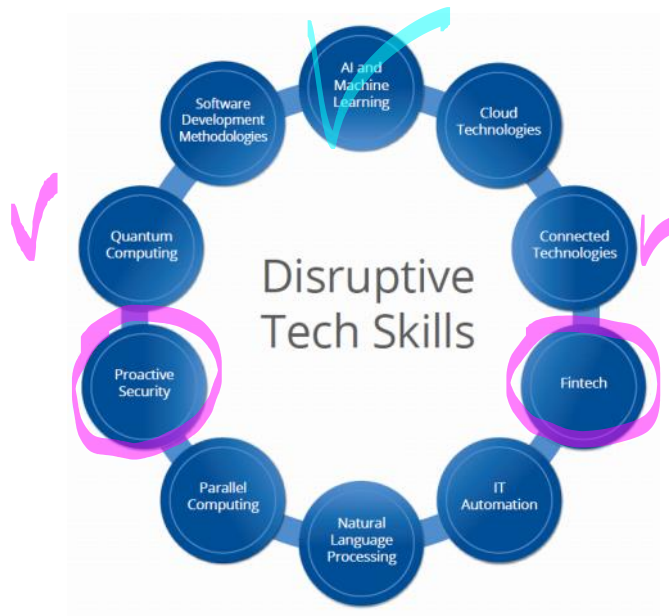 AI and
Machine
Learning
Cloud
Technologies
Connected
Technologies
Fintech
IT
Automation
Natural
Language
Processing
Parallel
Computing
Proactive
Security
Quantum
Computing
Software
Development
Methodologies
Disruptive
Tech Skills